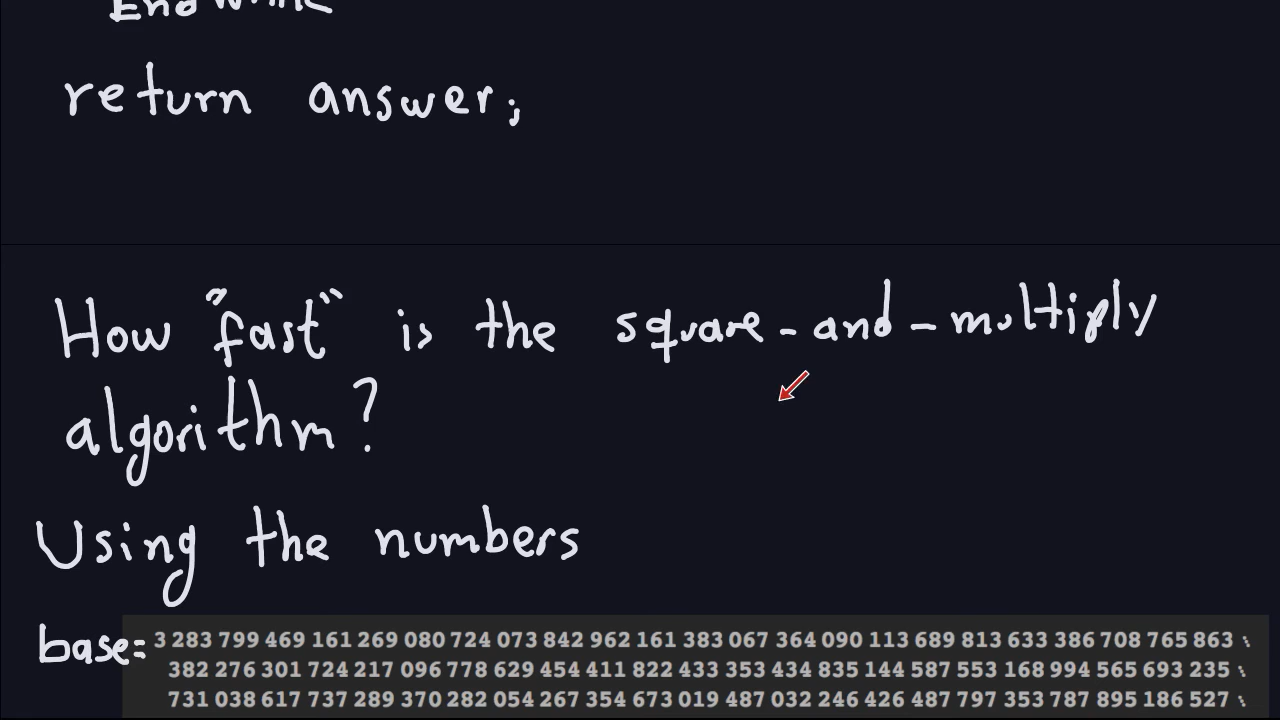 EndWhile
return answer;
How "fast" is the square-and-multiply
algorithm?
Using the numbers
base= 3 283 799 469 161 269 080 724 073 842 962 161 383 067 364 090 113 689 813 633 386 708 765 863 \
382 276 301 724 217 096 778 629 454 411 822 433 353 434 835 144 587 553 168 994 565 693 235 \
731 038 617 737 289 370 282 054 267 354 673 019 487 032 246 426 487 797 353 787 895 186 527 \